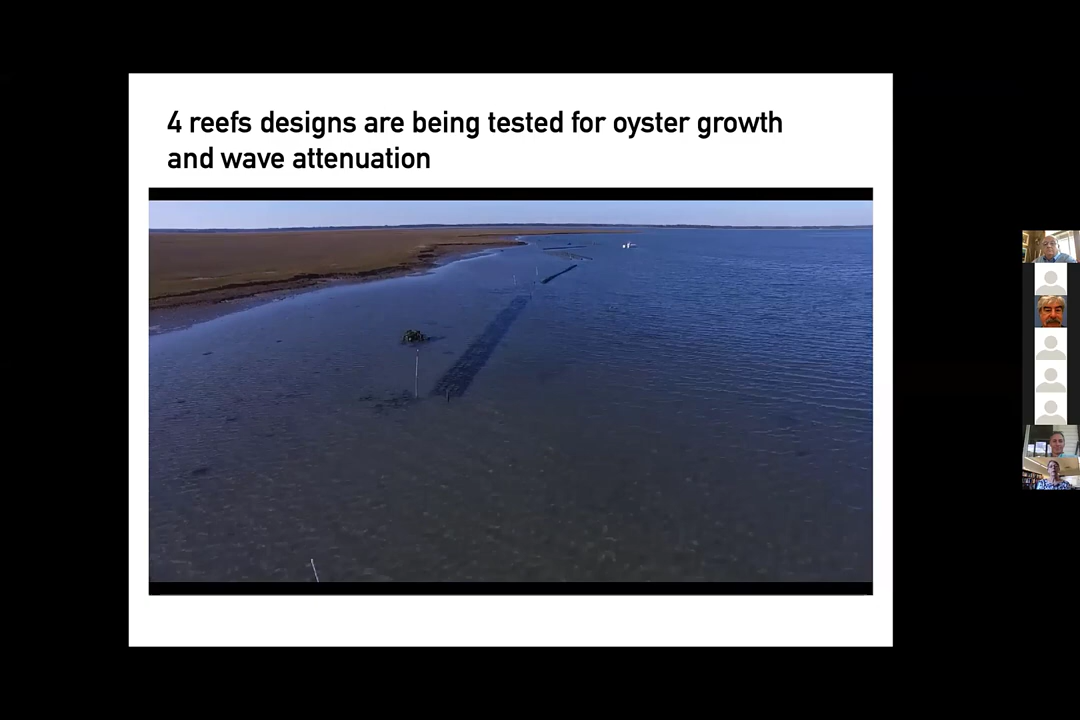 4 reefs designs are being tested for oyster growth
and wave attenuation